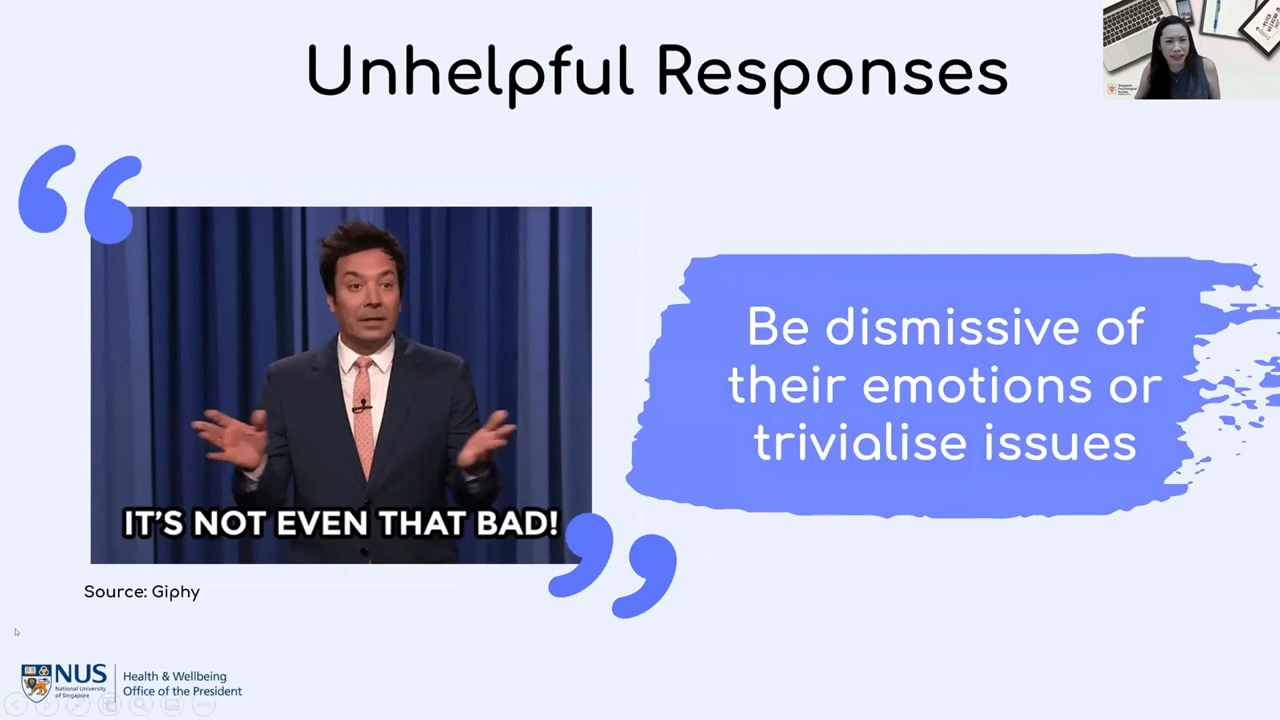 Unhelpful Responses
“
IT'S NOT EVEN THAT BAD!
”
Be dismissive of
their emotions or
trivialise issues
Source: Giphy
NUS
National University
of Singapore
Health & Wellbeing
Office of the President